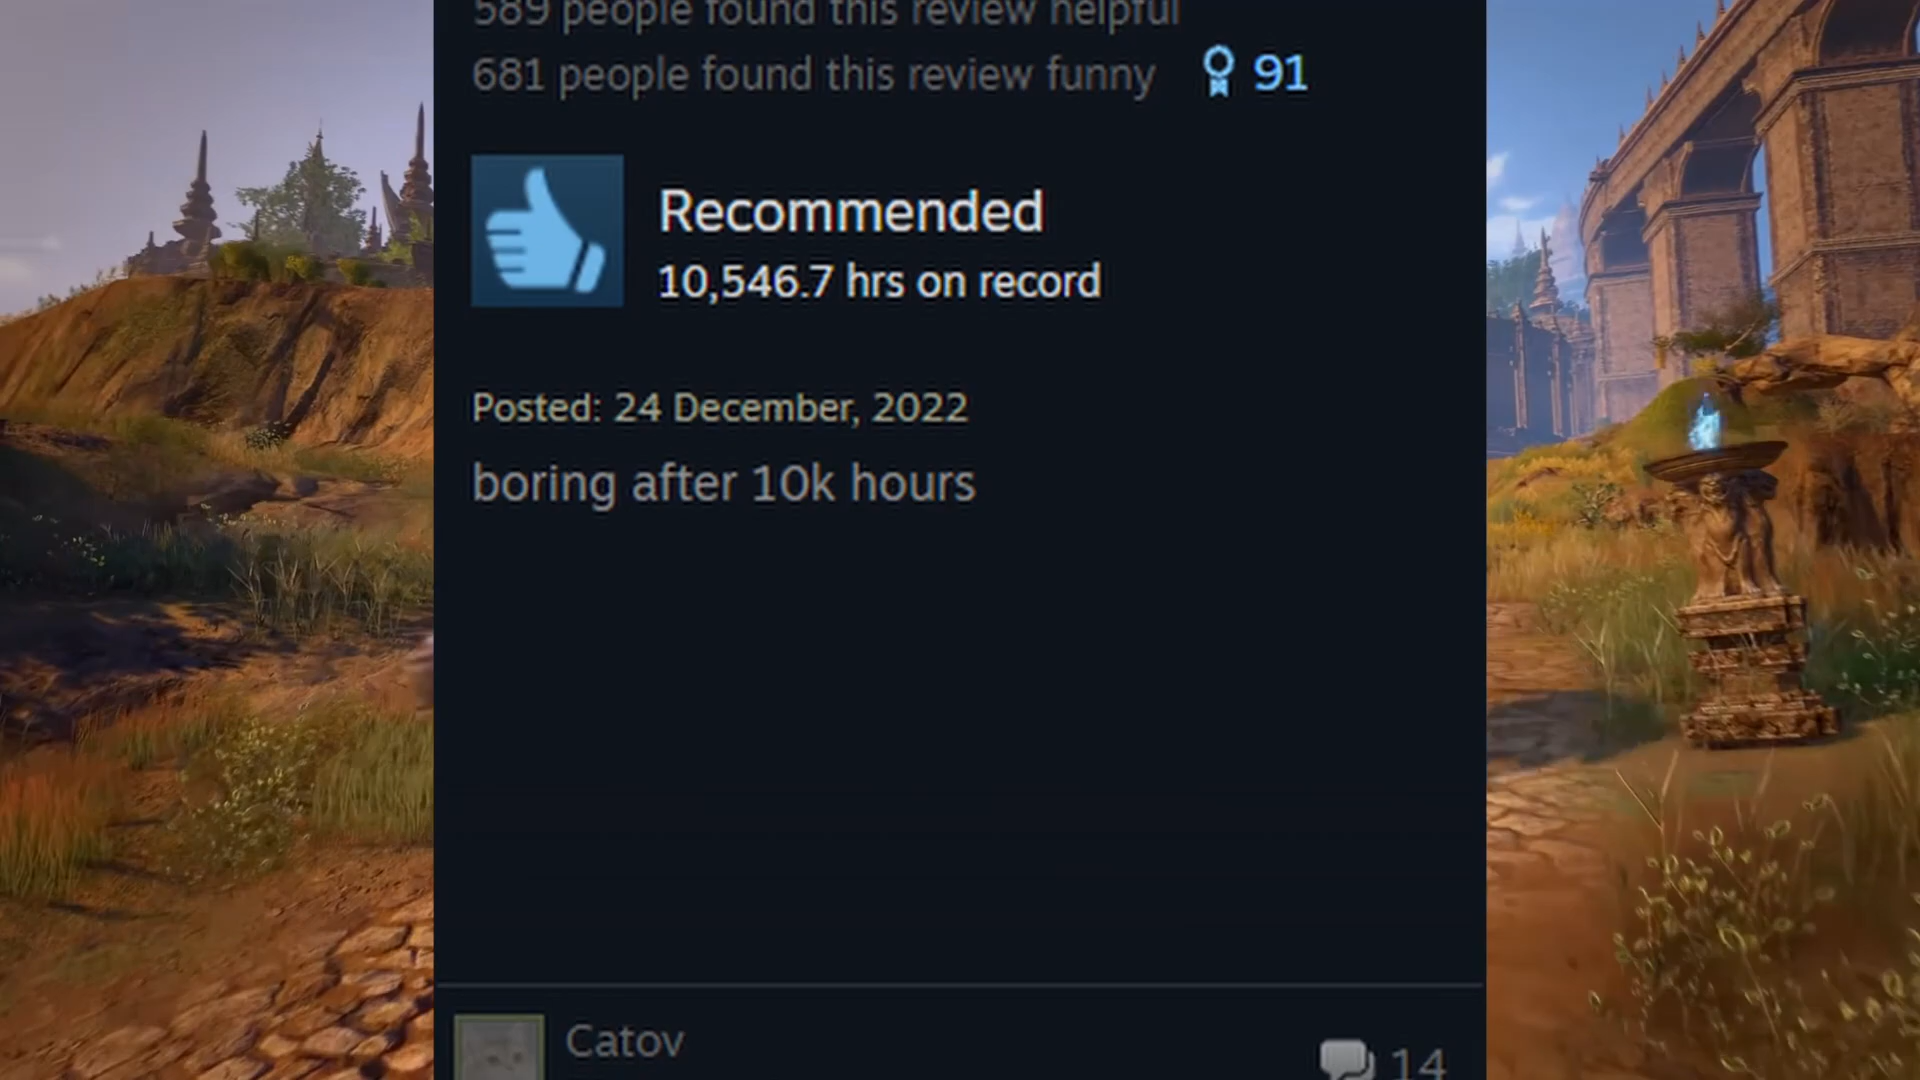 589 people found this review helpful
681 people found this review funny 91
Recommended
10,546.7 hrs on record
Posted: 24 December, 2022
boring after 10k hours
Catov
14